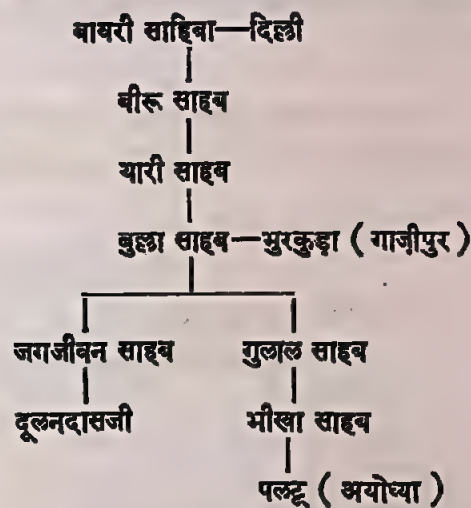 बावरी साहिबा—दिल्ली
बीरू साहब
यारी साहब
बुल्ला साहब—भुरकुड़ा ( गाज़ीपुर )
जगजीवन साहब गुलाल साहब
दूलनदासजी भीखा साहब
पलटू ( अयोध्या )